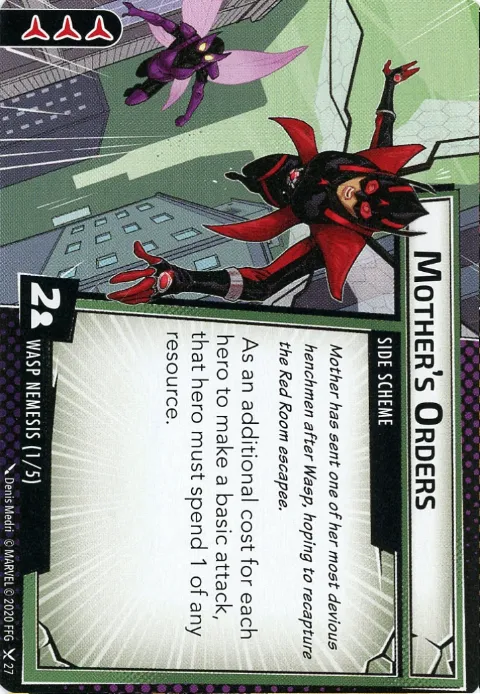 MOTHER'S ORDERS
SIDE SCHEME
Mother has sent one of her most devious
henchmen after Wasp, hoping to recapture
the Red Room escapee.
As an additional cost for each
hero to make a basic attack,
that hero must spend 1 of any
resource.
2
WASP NEMESIS (1/5)
Denis Medri © MARVEL © 2020 FFG 27